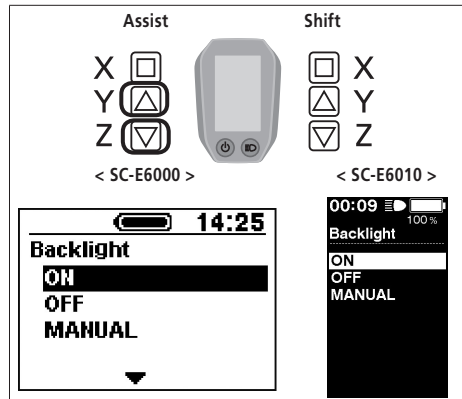 Assist Shift
X X
Y Y
Z Z
< SC-E6000 > < SC-E6010 >
14:25
Backlight
ON
OFF
MANUAL
00:09
100%
Backlight
ON
OFF
MANUAL